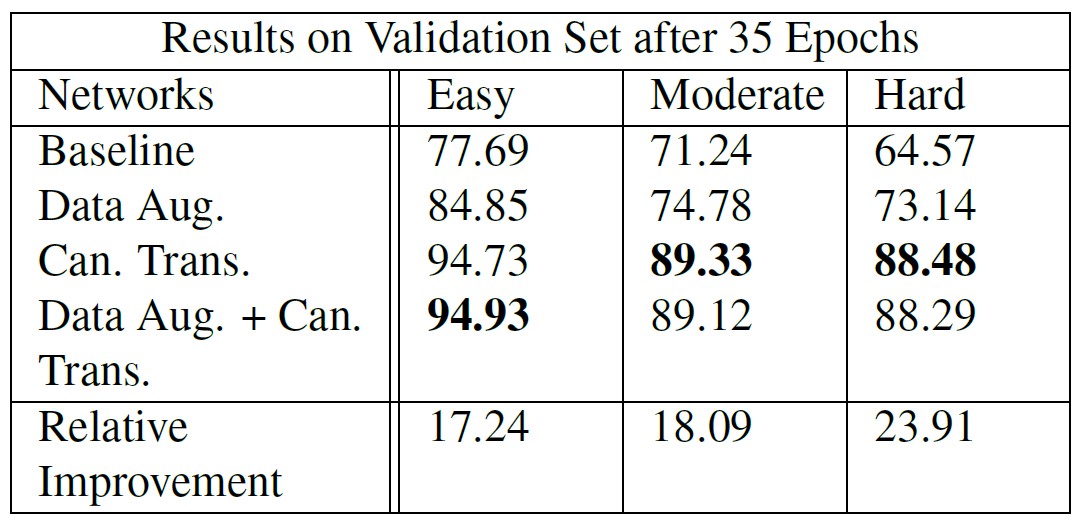 Results on Validation Set after 35 Epochs
Networks Easy Moderate Hard
Baseline 77.69 71.24 64.57
Data Aug. 84.85 74.78 73.14
Can. Trans. 94.73 89.33 88.48
Data Aug. + Can. 94.93 89.12 88.29
Trans.
Relative 17.24 18.09 23.91
Improvement